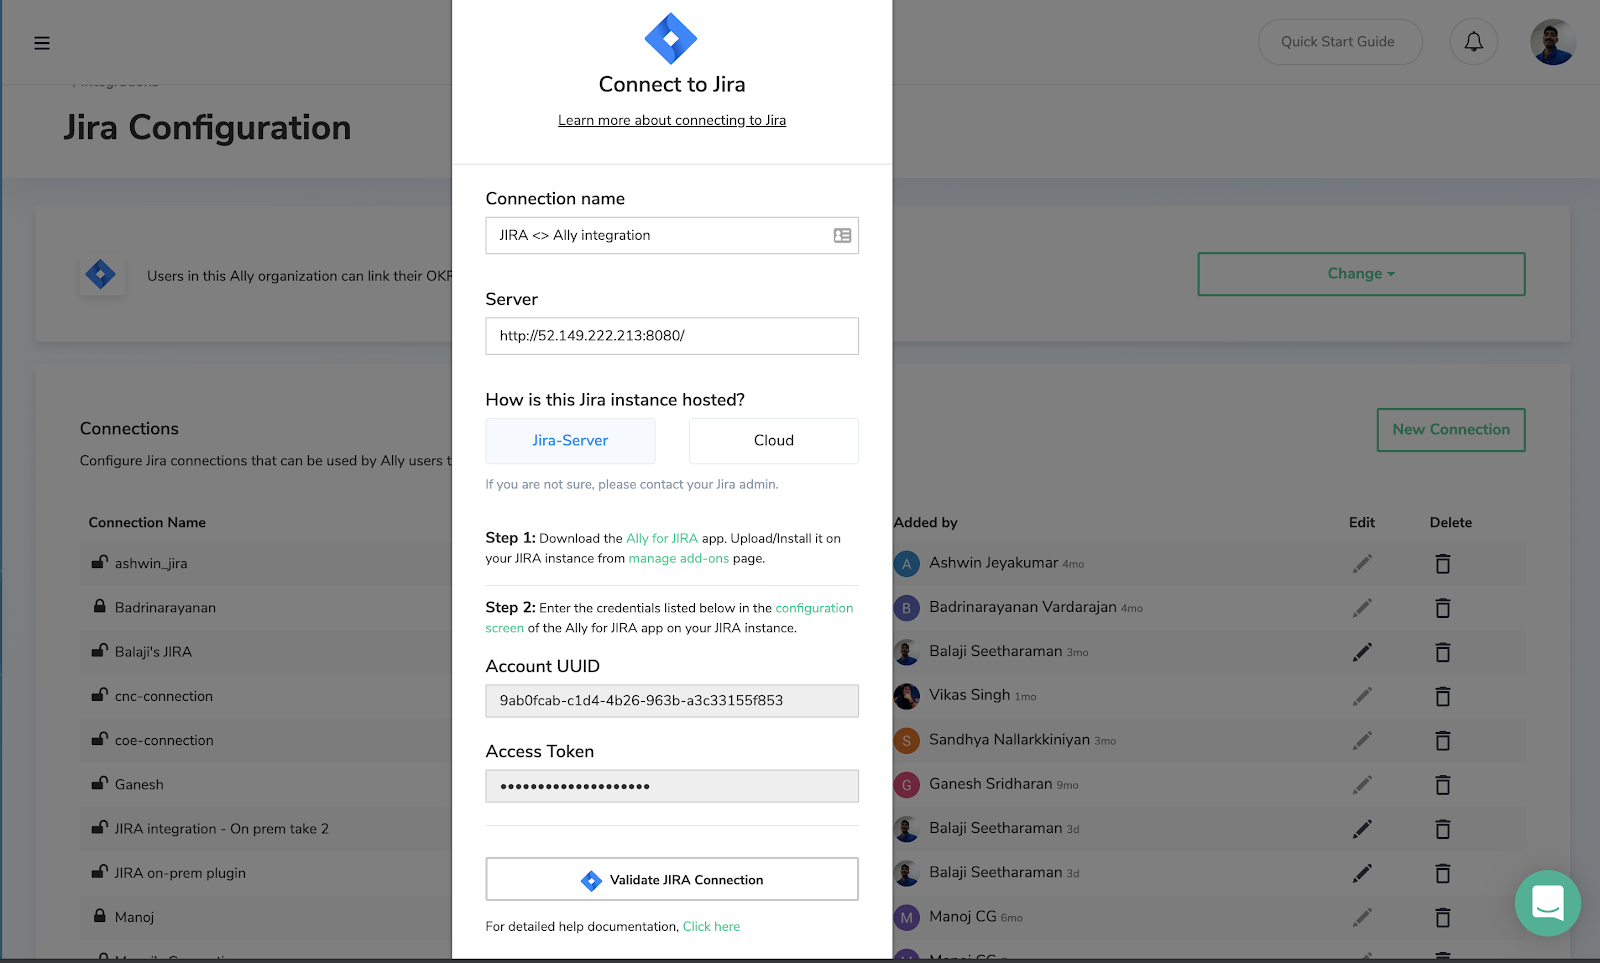 Quick Start Guide
Integrations
Jira Configuration
Users in this Ally organization can link their OKR
Change
Connections
New Connection
Configure Jira connections that can be used by Ally users t
Connection Name
Added by
Edit
Delete
ashwin_jira
A
Ashwin Jeyakumar 4mo
Badrinarayanan
B
Badrinarayanan Vardarajan 4mo
Balaji's JIRA
Balaji Seetharaman 3mo
cnc-connection
Vikas Singh 1mo
coe-connection
S
Sandhya Nallarkkiniyan 3mo
Ganesh
G
Ganesh Sridharan 9mo
JIRA integration - On prem take 2
Balaji Seetharaman 3d
JIRA on-prem plugin
Balaji Seetharaman 3d
Manoj
M
Manoj CG 6mo
Connect to Jira
Learn more about connecting to Jira
Connection name
JIRA <> Ally integration
Server
http://52.149.222.213:8080/
How is this Jira instance hosted?
Jira-Server
Cloud
If you are not sure, please contact your Jira admin.
Step 1: Download the Ally for JIRA app. Upload/Install it on
your JIRA instance from manage add-ons page.
Step 2: Enter the credentials listed below in the configuration
screen of the Ally for JIRA app on your JIRA instance.
Account UUID
9ab0fcab-c1d4-4b26-963b-a3c33155f853
Access Token
••••••••••••••••••••
Validate JIRA Connection
For detailed help documentation, Click here